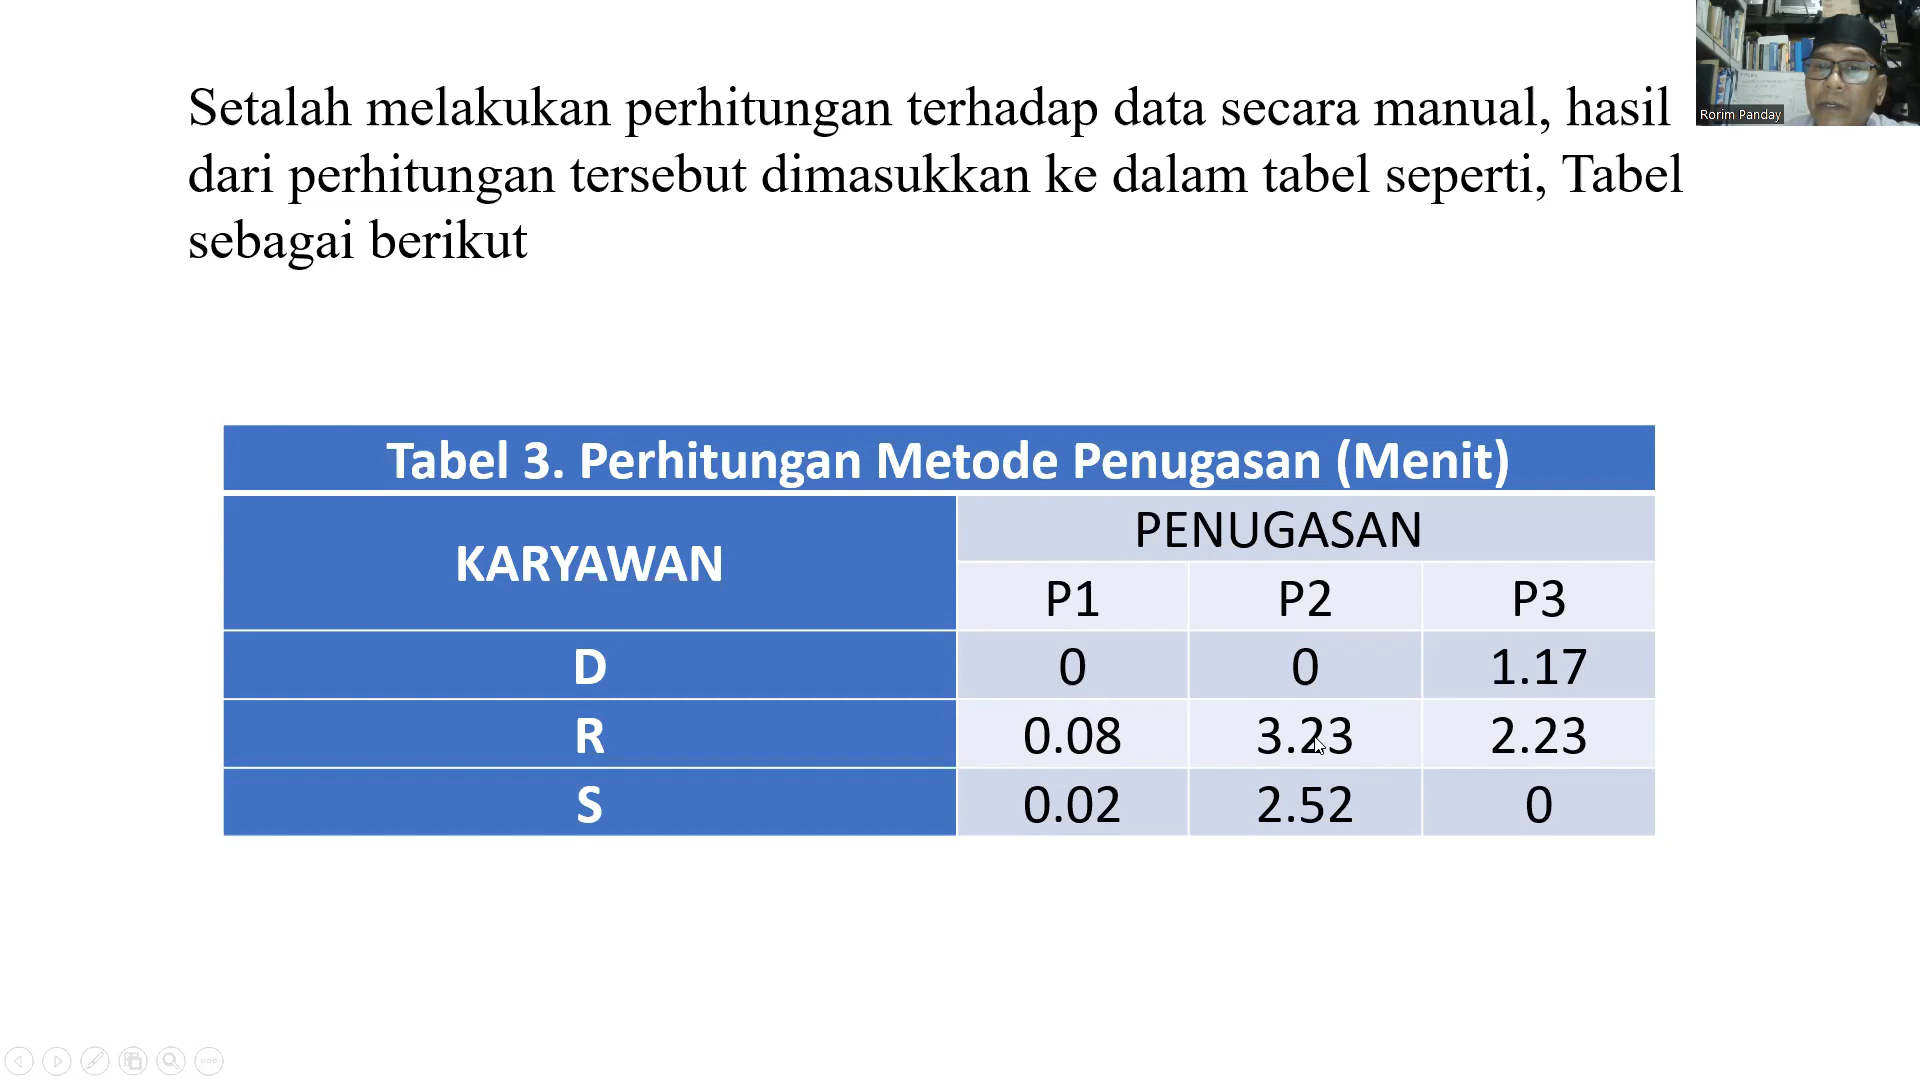 Setalah melakukan perhitungan terhadap data secara manual, hasil
dari perhitungan tersebut dimasukkan ke dalam tabel seperti, Tabel
sebagai berikut
Rorim Panday
Tabel 3. Perhitungan Metode Penugasan (Menit)
KARYAWAN
PENUGASAN
P1 P2 P3
D 0 0 1.17
R 0.08 3.23 2.23
S 0.02 2.52 0